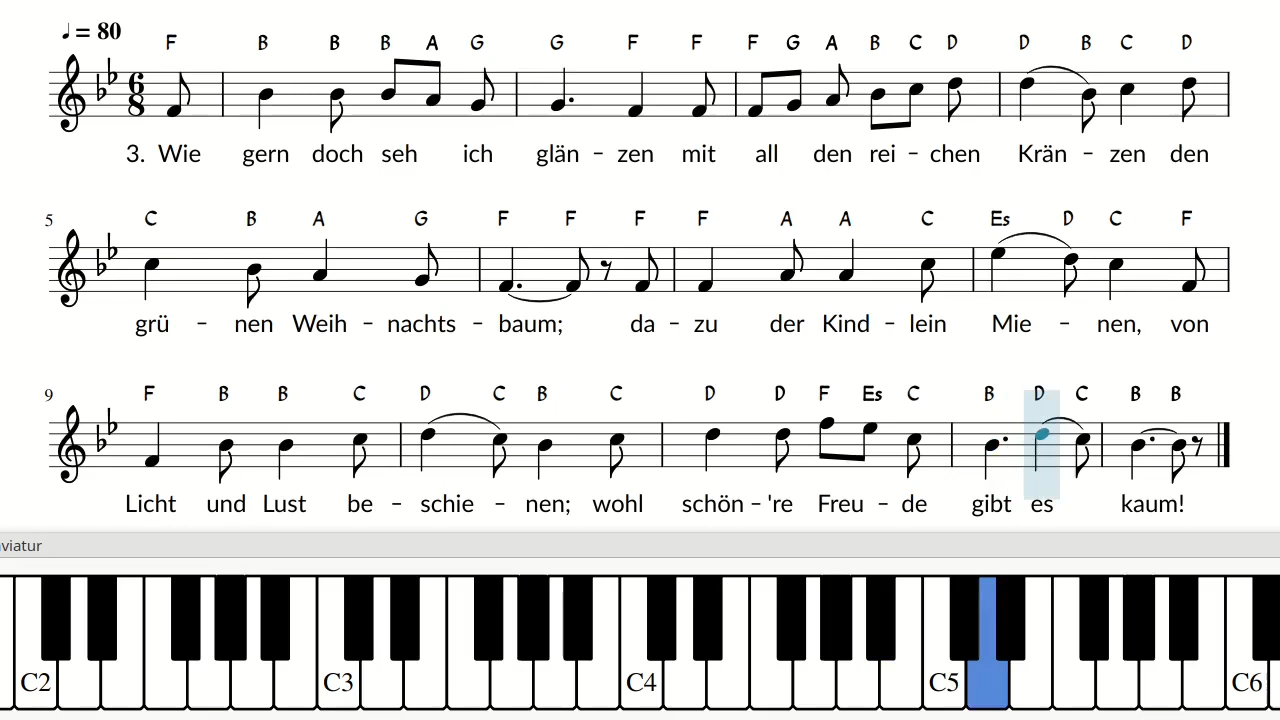 ♩ = 80
F B B B A G G F F F G A B C D D B C D
6
8
3. Wie gern doch seh ich glän – zen mit all den rei – chen Krän – zen den
5
C B A G F F F F A A C Es D C F
grü – nen Weih – nachts – baum; da – zu der Kind – lein Mie – nen, von
9
F B B C D C B C D D F Es C B D C B B
Licht und Lust be – schie – nen; wohl schön – 're Freu – de gibt es kaum!
viatur
C2 C3 C4 C5 C6